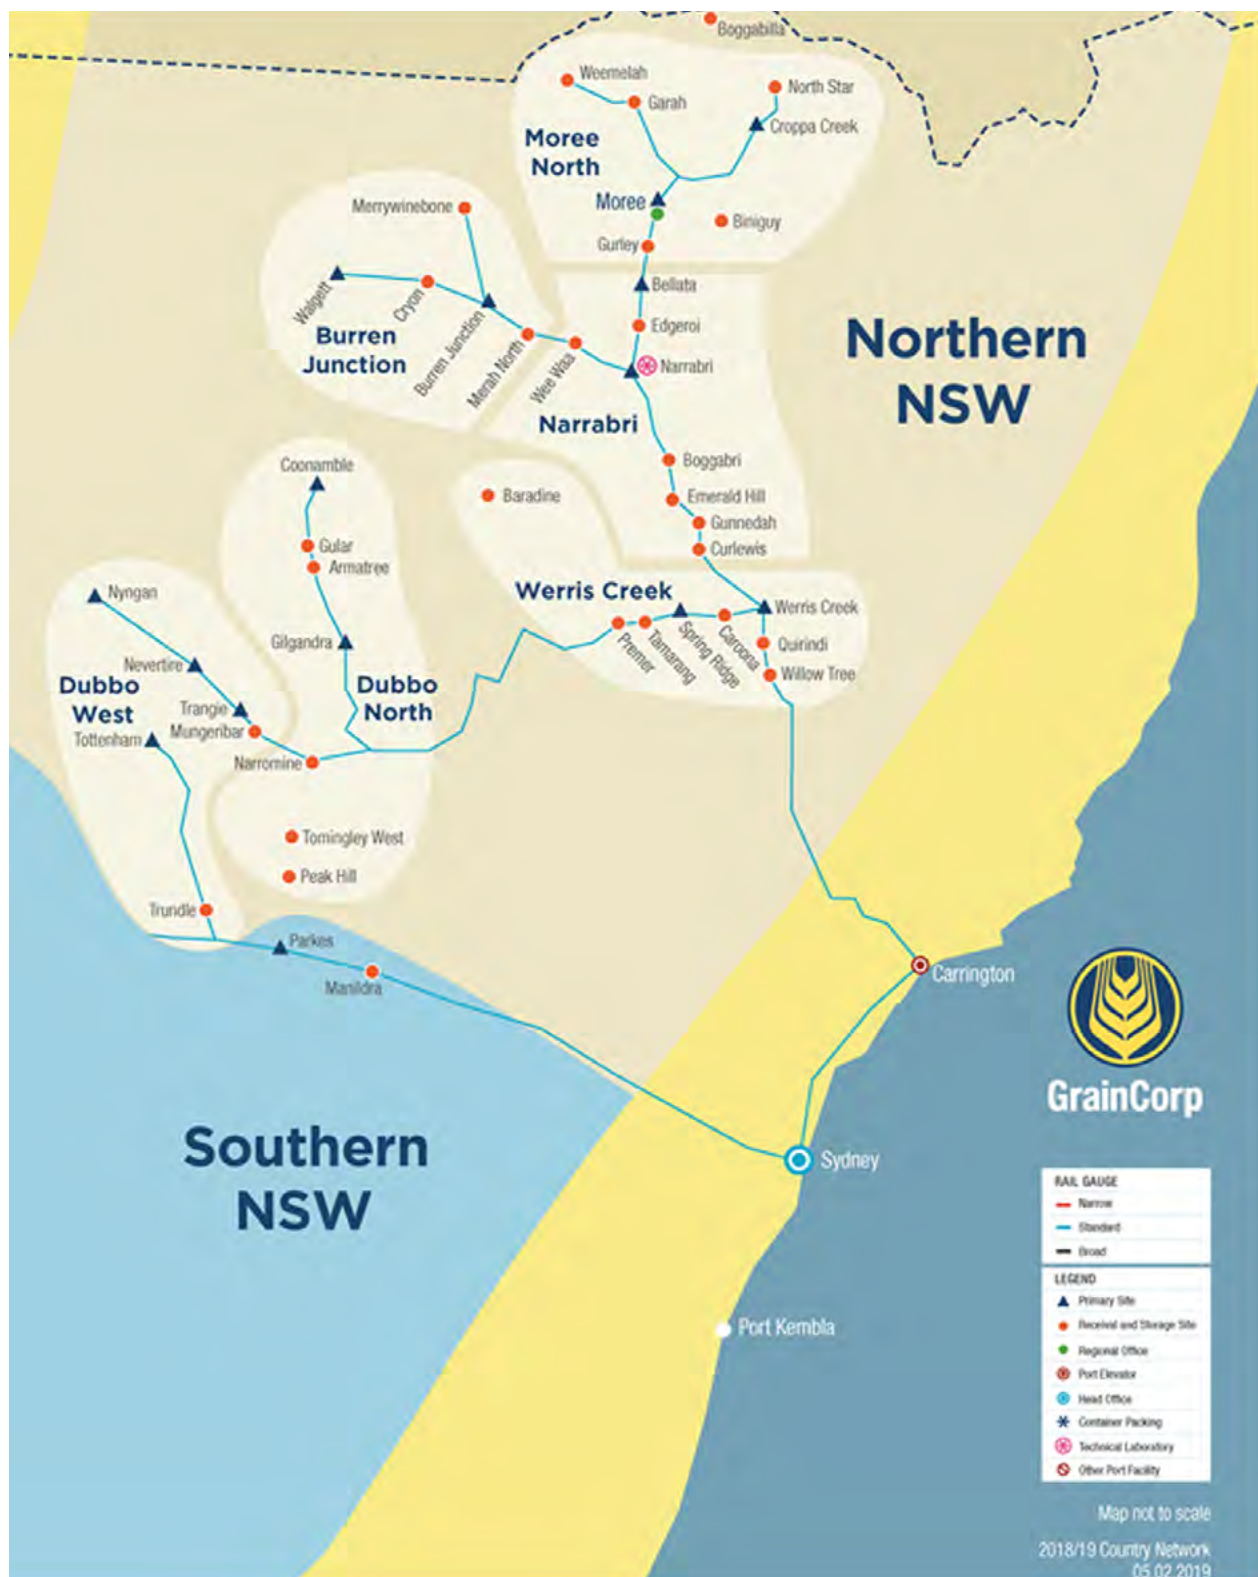 Boggabilla
Weemelah
North Star
Garah
Croppa Creek
Moree
North
Moree
Merrywinebone
Biniguy
Gurley
Walgett
Cryon
Bellata
Burren
Junction
Burren Junction
Merah North
Wee Waa
Edgeroi
Narrabri
Northern
NSW
Narrabri
Coonamble
Boggabri
Baradine
Emerald Hill
Gunnedah
Gular
Curlewis
Armatree
Nyngan
Werris Creek
Werris Creek
Gilgandra
Premer
Tamarang
Spring Ridge
Caroona
Quirindi
Nevertire
Willow Tree
Dubbo
West
Dubbo
North
Trangie
Mungeribar
Tottenham
Narromine
Tomingley West
Peak Hill
Trundle
Parkes
Manildra
Carrington
GrainCorp
Southern
NSW
Sydney
Port Kembla
RAIL GAUGE
Narrow
Standard
Broad
LEGEND
Primary Site
Receival and Storage Site
Regional Office
Port Elevator
Head Office
Container Packing
Technical Laboratory
Other Port Facility
Map not to scale
2018/19 Country Network
05.02.2019